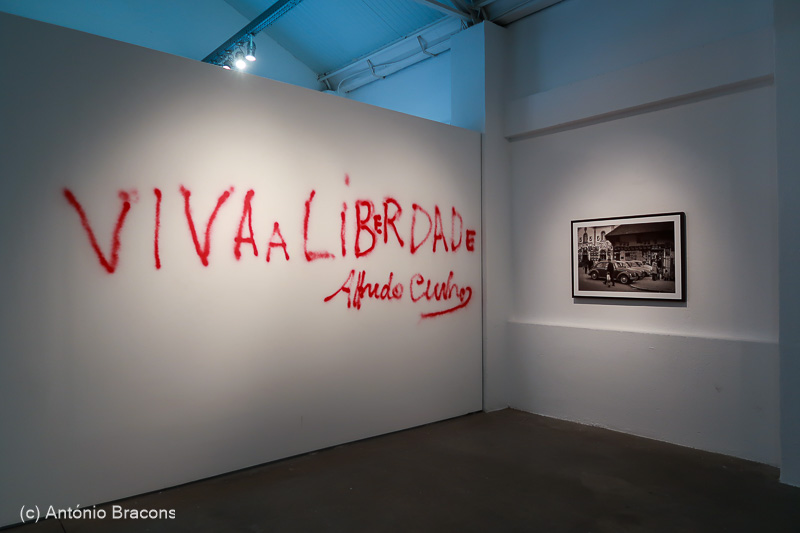 VIVA A LiBERDADE
Alfredo Cunha
(c) António Bracons